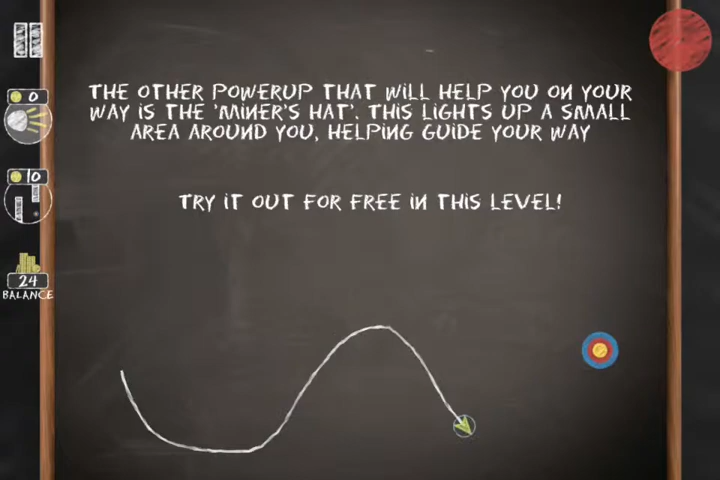 THE OTHER POWERUP THAT WILL HELP YOU ON YOUR
WAY IS THE 'MINER'S HAT'. THIS LIGHTS UP A SMALL
AREA AROUND YOU, HELPING GUIDE YOUR WAY
TRY IT OUT FOR FREE IN THIS LEVEL!
0
10
24
BALANCE